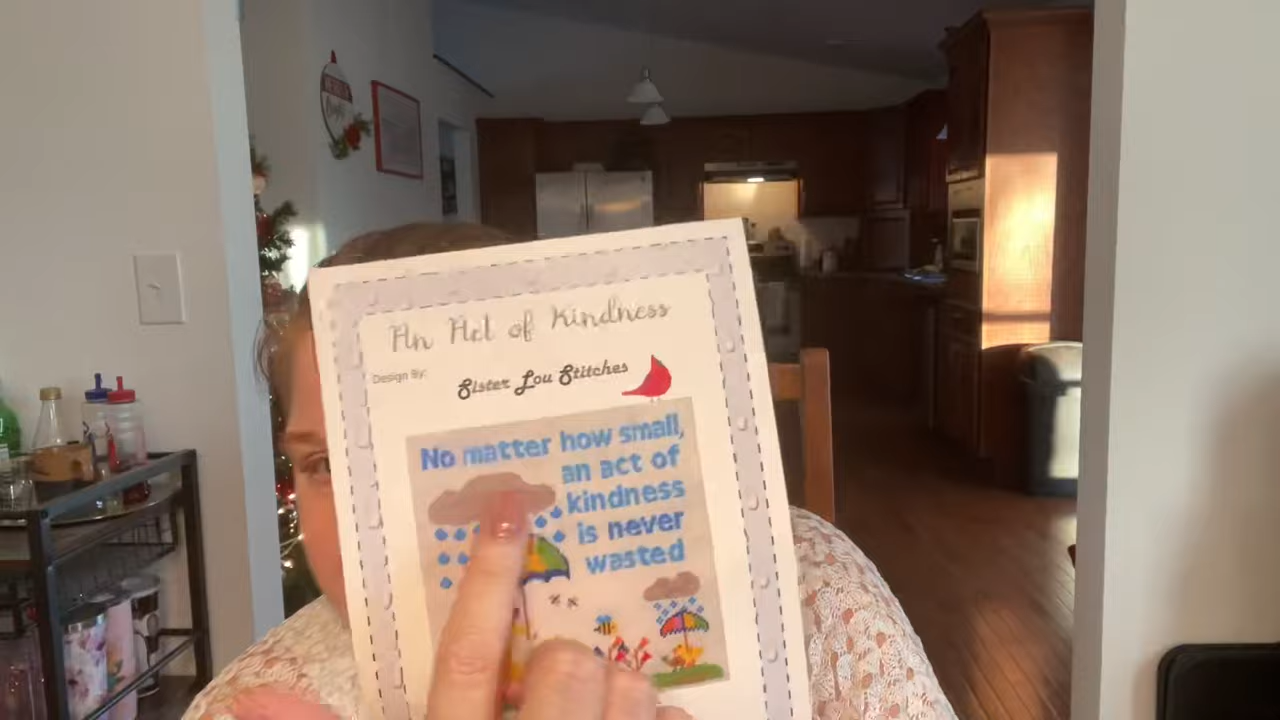 An Act of Kindness
Design By:
Sister Lou Stitches
No matter how small,
an act of
kindness
is never
wasted